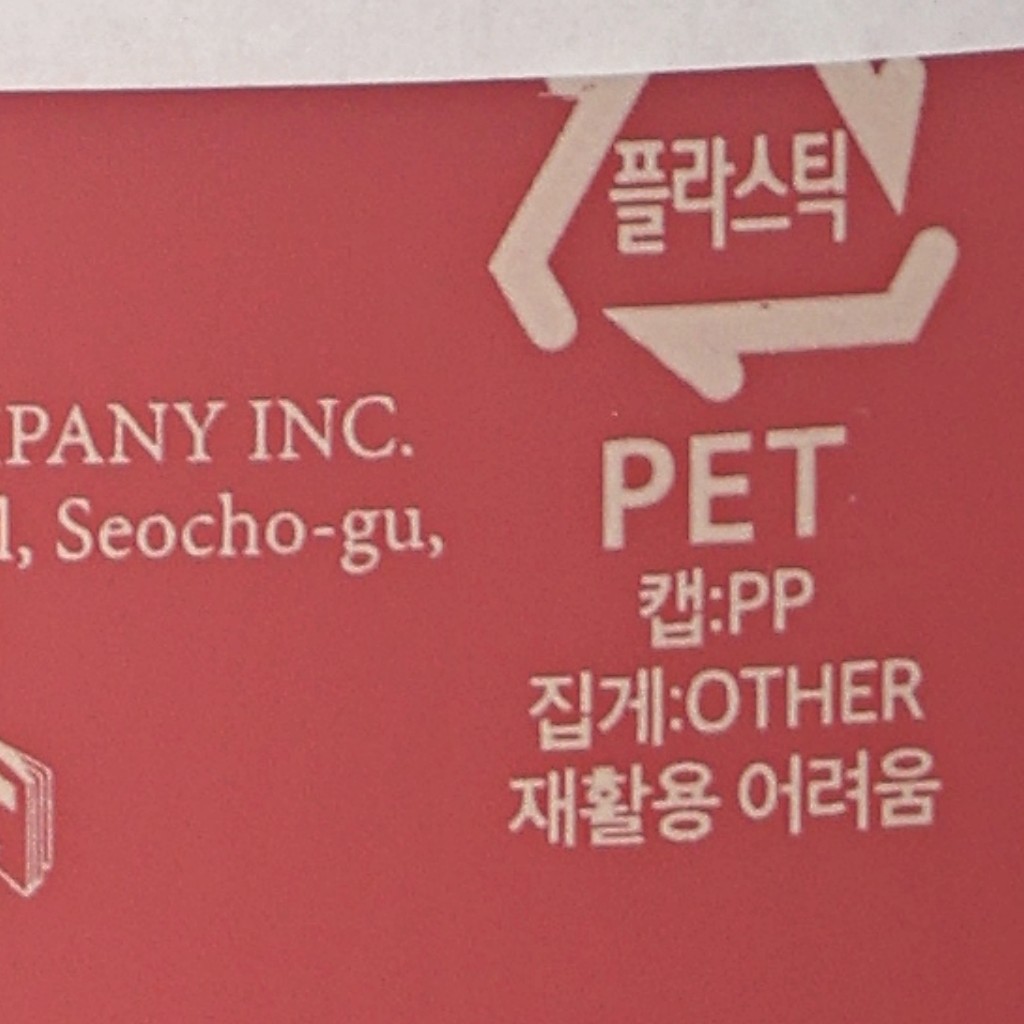 플라스틱
PANY INC.
Seocho-gu,
PET
캡:PP
집게:OTHER
재활용 어려움